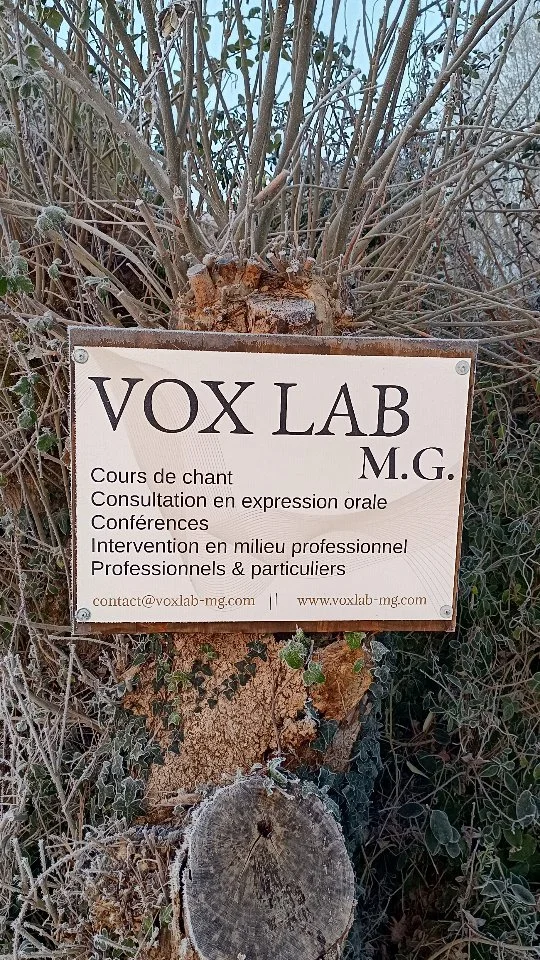 VOX LAB
M.G.
Cours de chant
Consultation en expression orale
Conférences
Intervention en milieu professionnel
Professionnels & particuliers
contact@voxlab-mg.com || www.voxlab-mg.com